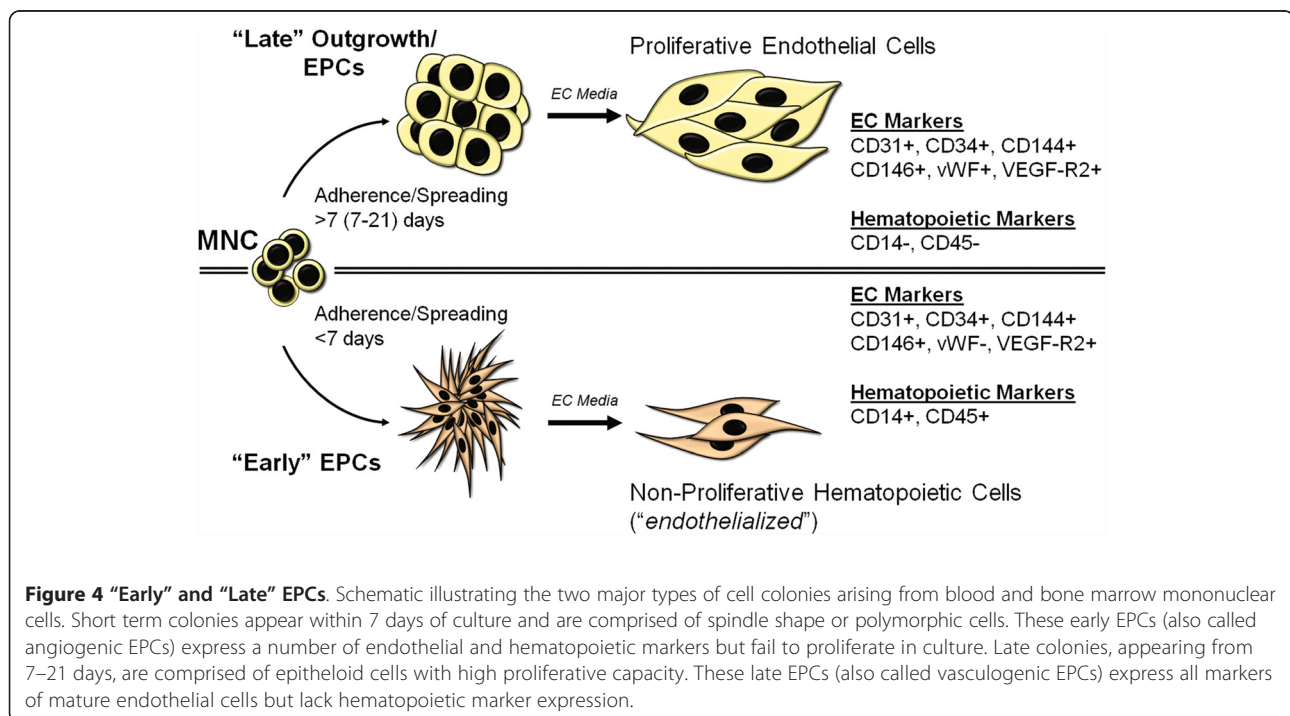 “Late” Outgrowth/
EPCs
EC Media
Proliferative Endothelial Cells
EC Markers
CD31+, CD34+, CD144+
CD146+, vWF+, VEGF-R2+
Hematopoietic Markers
CD14-, CD45-
Adherence/Spreading
>7 (7-21) days
MNC
Adherence/Spreading
<7 days
“Early” EPCs
EC Media
EC Markers
CD31+, CD34+, CD144+
CD146+, vWF-, VEGF-R2+
Hematopoietic Markers
CD14+, CD45+
Non-Proliferative Hematopoietic Cells
(“endothelialized”)
Figure 4 “Early” and “Late” EPCs. Schematic illustrating the two major types of cell colonies arising from blood and bone marrow mononuclear
cells. Short term colonies appear within 7 days of culture and are comprised of spindle shape or polymorphic cells. These early EPCs (also called
angiogenic EPCs) express a number of endothelial and hematopoietic markers but fail to proliferate in culture. Late colonies, appearing from
7–21 days, are comprised of epitheloid cells with high proliferative capacity. These late EPCs (also called vasculogenic EPCs) express all markers
of mature endothelial cells but lack hematopoietic marker expression.